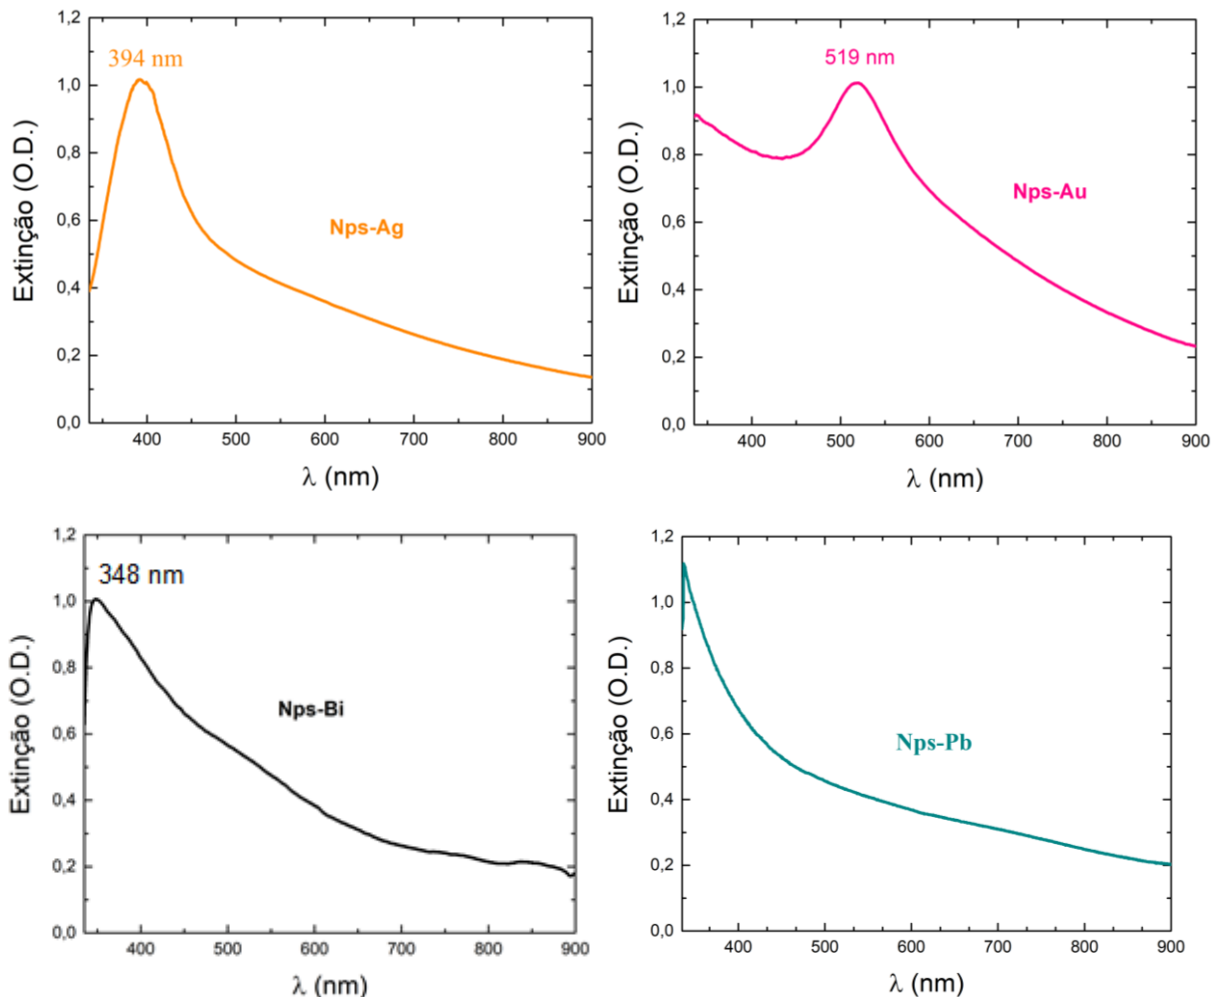 1,2
394 nm
1,0
0,8
Extinção (O.D.)
Nps-Ag
0,6
0,4
0,2
0,0
400 500 600 700 800 900
λ (nm)
1,2
519 nm
1,0
0,8
Extinção (O.D.)
Nps-Au
0,6
0,4
0,2
0,0
400 500 600 700 800 900
λ (nm)
1,2
348 nm
1,0
0,8
Extinção (O.D.)
Nps-Bi
0,6
0,4
0,2
0,0
400 500 600 700 800 900
λ (nm)
1,2
1,0
0,8
Extinção (O.D.)
Nps-Pb
0,6
0,4
0,2
0,0
400 500 600 700 800 900
λ (nm)